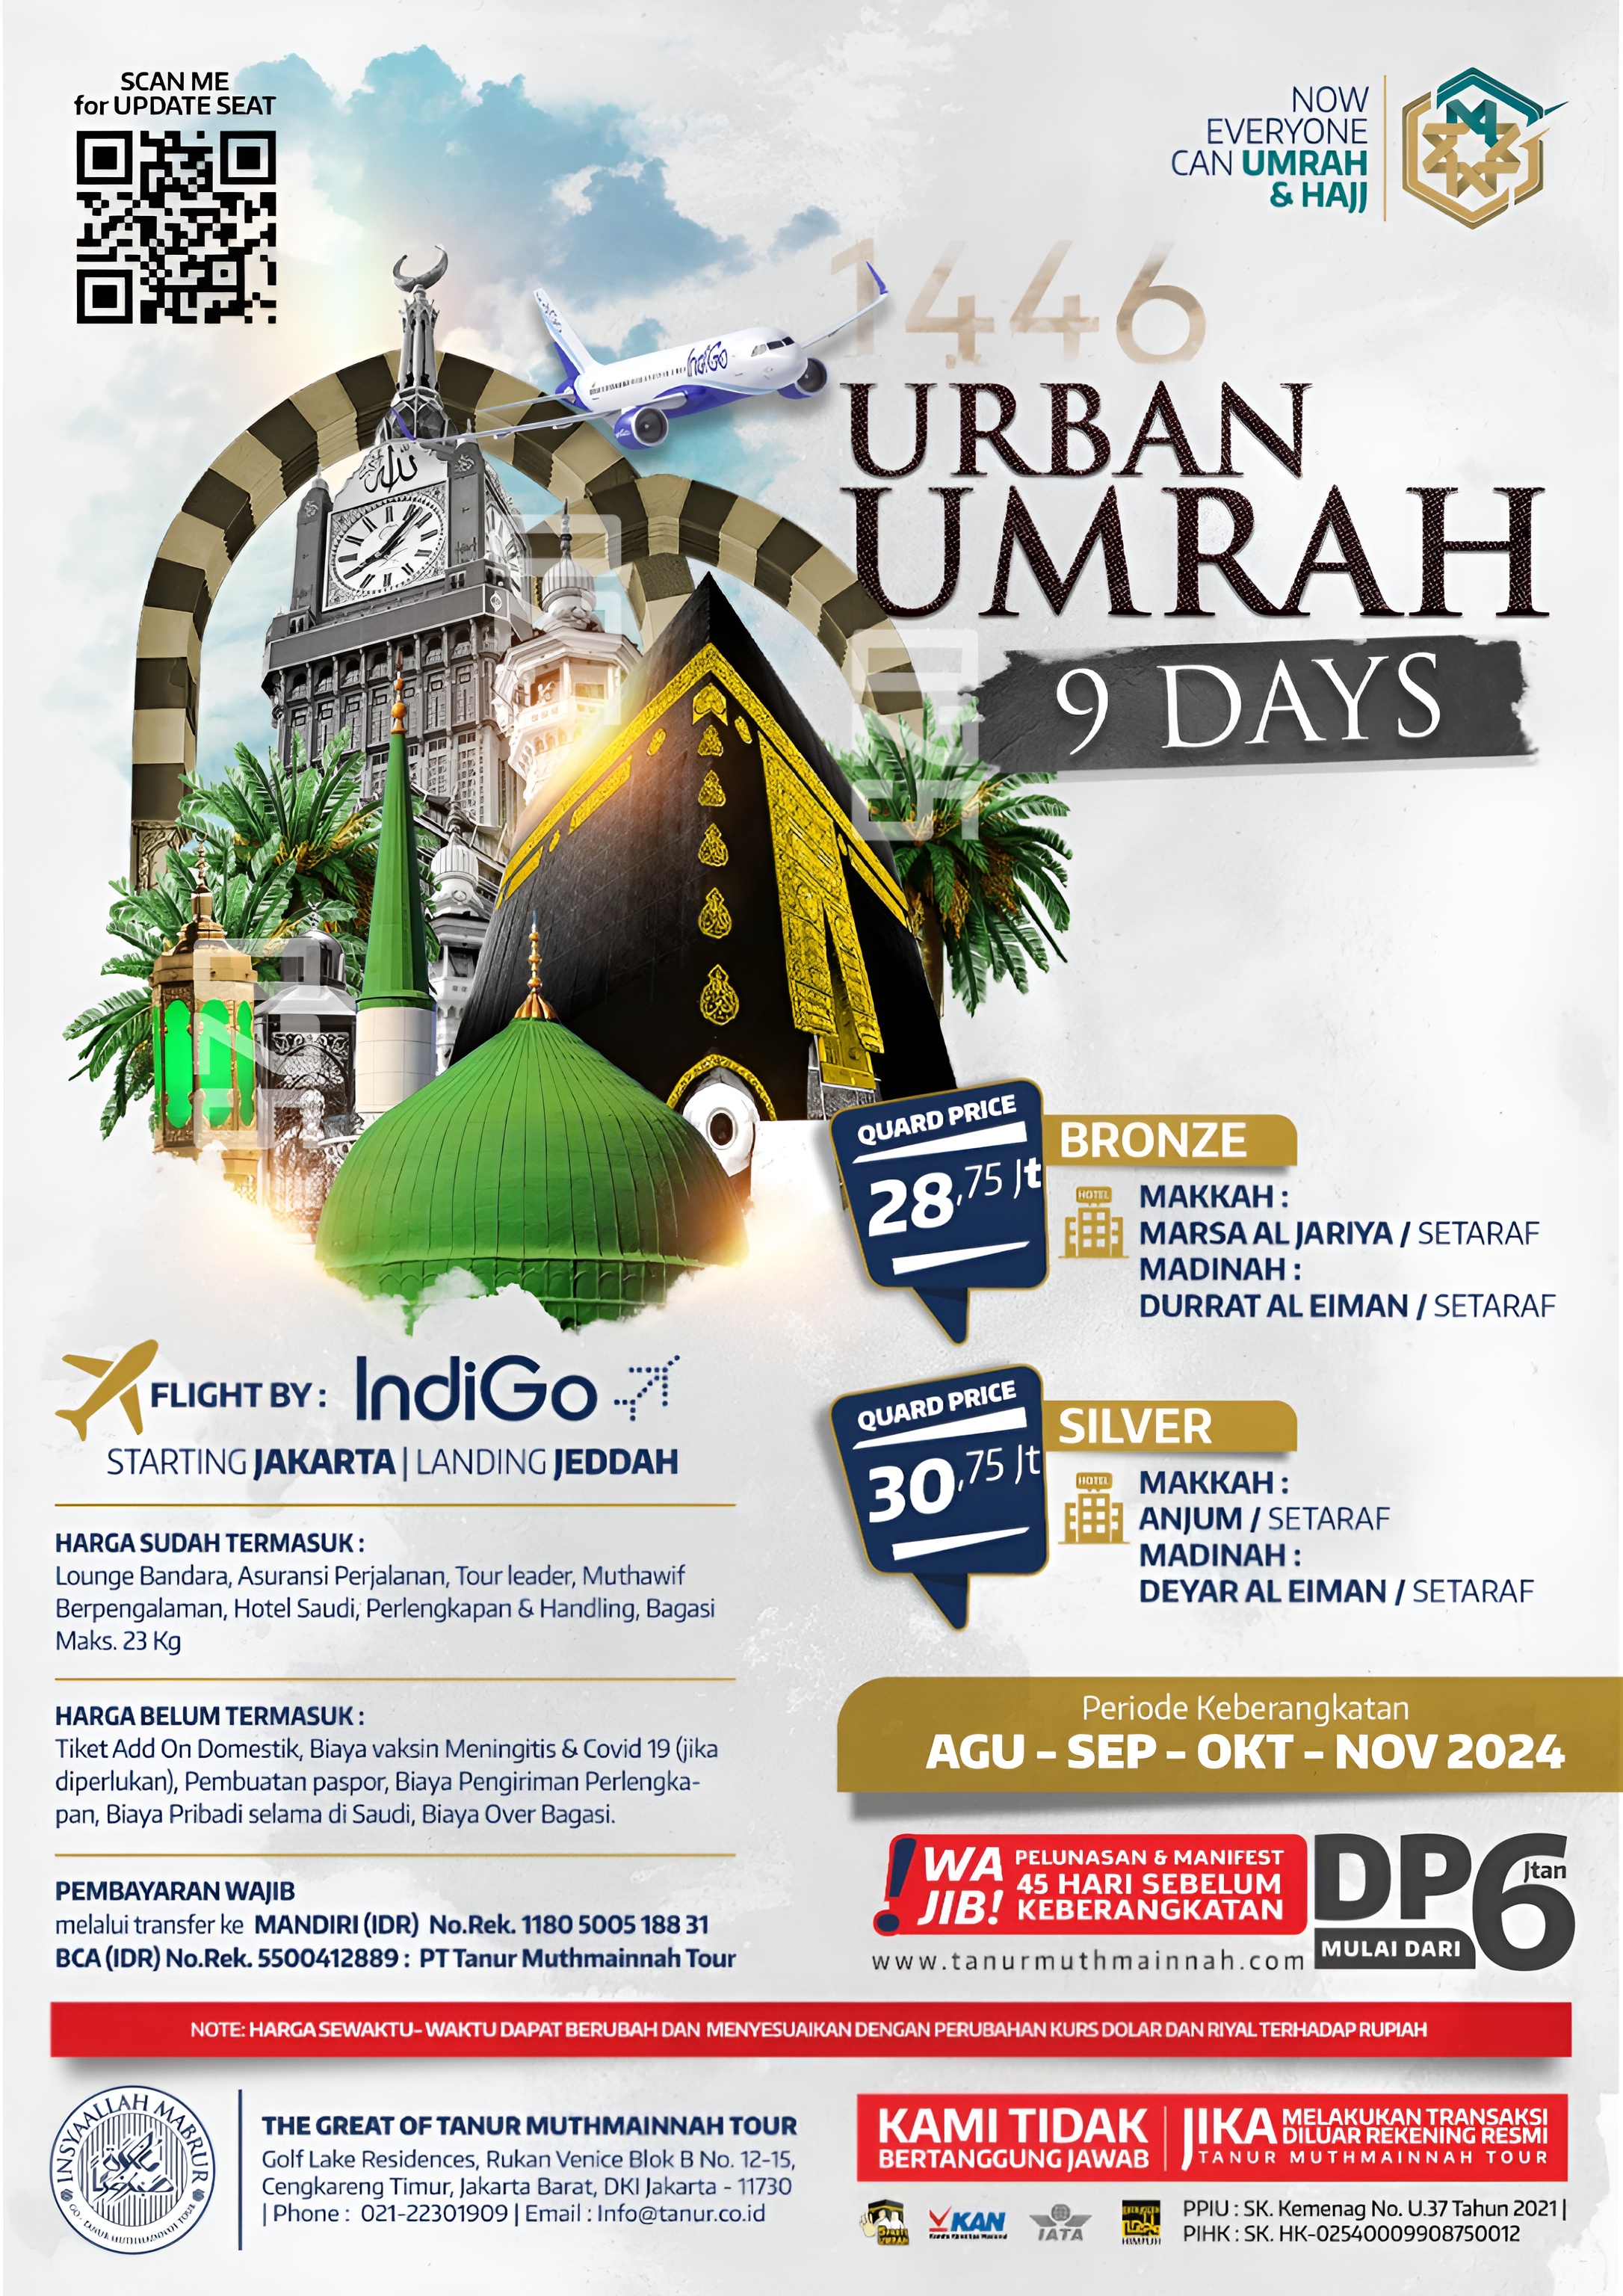 SCAN ME
for UPDATE SEAT
NOW
EVERYONE
CAN UMRAH
& HAJJ
1446
URBAN
UMRAH
9 DAYS
IndiGo
الله
QUARD PRICE
28,75 Jt
BRONZE
HOTEL
MAKKAH :
MARSA AL JARIYA / SETARAF
MADINAH :
DURRAT AL EIMAN / SETARAF
QUARD PRICE
30,75 Jt
SILVER
HOTEL
MAKKAH :
ANJUM / SETARAF
MADINAH :
DEYAR AL EIMAN / SETARAF
FLIGHT BY : IndiGo
STARTING JAKARTA | LANDING JEDDAH
HARGA SUDAH TERMASUK :
Lounge Bandara, Asuransi Perjalanan, Tour leader, Muthawif
Berpengalaman, Hotel Saudi, Perlengkapan & Handling, Bagasi
Maks. 23 Kg
HARGA BELUM TERMASUK :
Tiket Add On Domestik, Biaya vaksin Meningitis & Covid 19 (jika
diperlukan), Pembuatan paspor, Biaya Pengiriman Perlengka-
pan, Biaya Pribadi selama di Saudi, Biaya Over Bagasi.
PEMBAYARAN WAJIB
melalui transfer ke MANDIRI (IDR) No.Rek. 1180 5005 188 31
BCA (IDR) No.Rek. 5500412889 : PT Tanur Muthmainnah Tour
Periode Keberangkatan
AGU - SEP - OKT - NOV 2024
WA
JIB!
PELUNASAN & MANIFEST
45 HARI SEBELUM
KEBERANGKATAN
DP 6 Jtan
MULAI DARI
www.tanurmuthmainnah.com
NOTE: HARGA SEWAKTU- WAKTU DAPAT BERUBAH DAN MENYESUAIKAN DENGAN PERUBAHAN KURS DOLAR DAN RIYAL TERHADAP RUPIAH
INSYAALLAH MABRUR
GO - TANUR MUTHMAINNAH TOUR
THE GREAT OF TANUR MUTHMAINNAH TOUR
Golf Lake Residences, Rukan Venice Blok B No. 12-15,
Cengkareng Timur, Jakarta Barat, DKI Jakarta - 11730
| Phone : 021-22301909 | Email : Info@tanur.co.id
KAMI TIDAK
BERTANGGUNG JAWAB
JIKA MELAKUKAN TRANSAKSI
DILUAR REKENING RESMI
TANUR MUTHMAINNAH TOUR
KAN
IATA
HIMPUH
PPIU : SK. Kemenag No. U.37 Tahun 2021 |
PIHK : SK. HK-02540009908750012